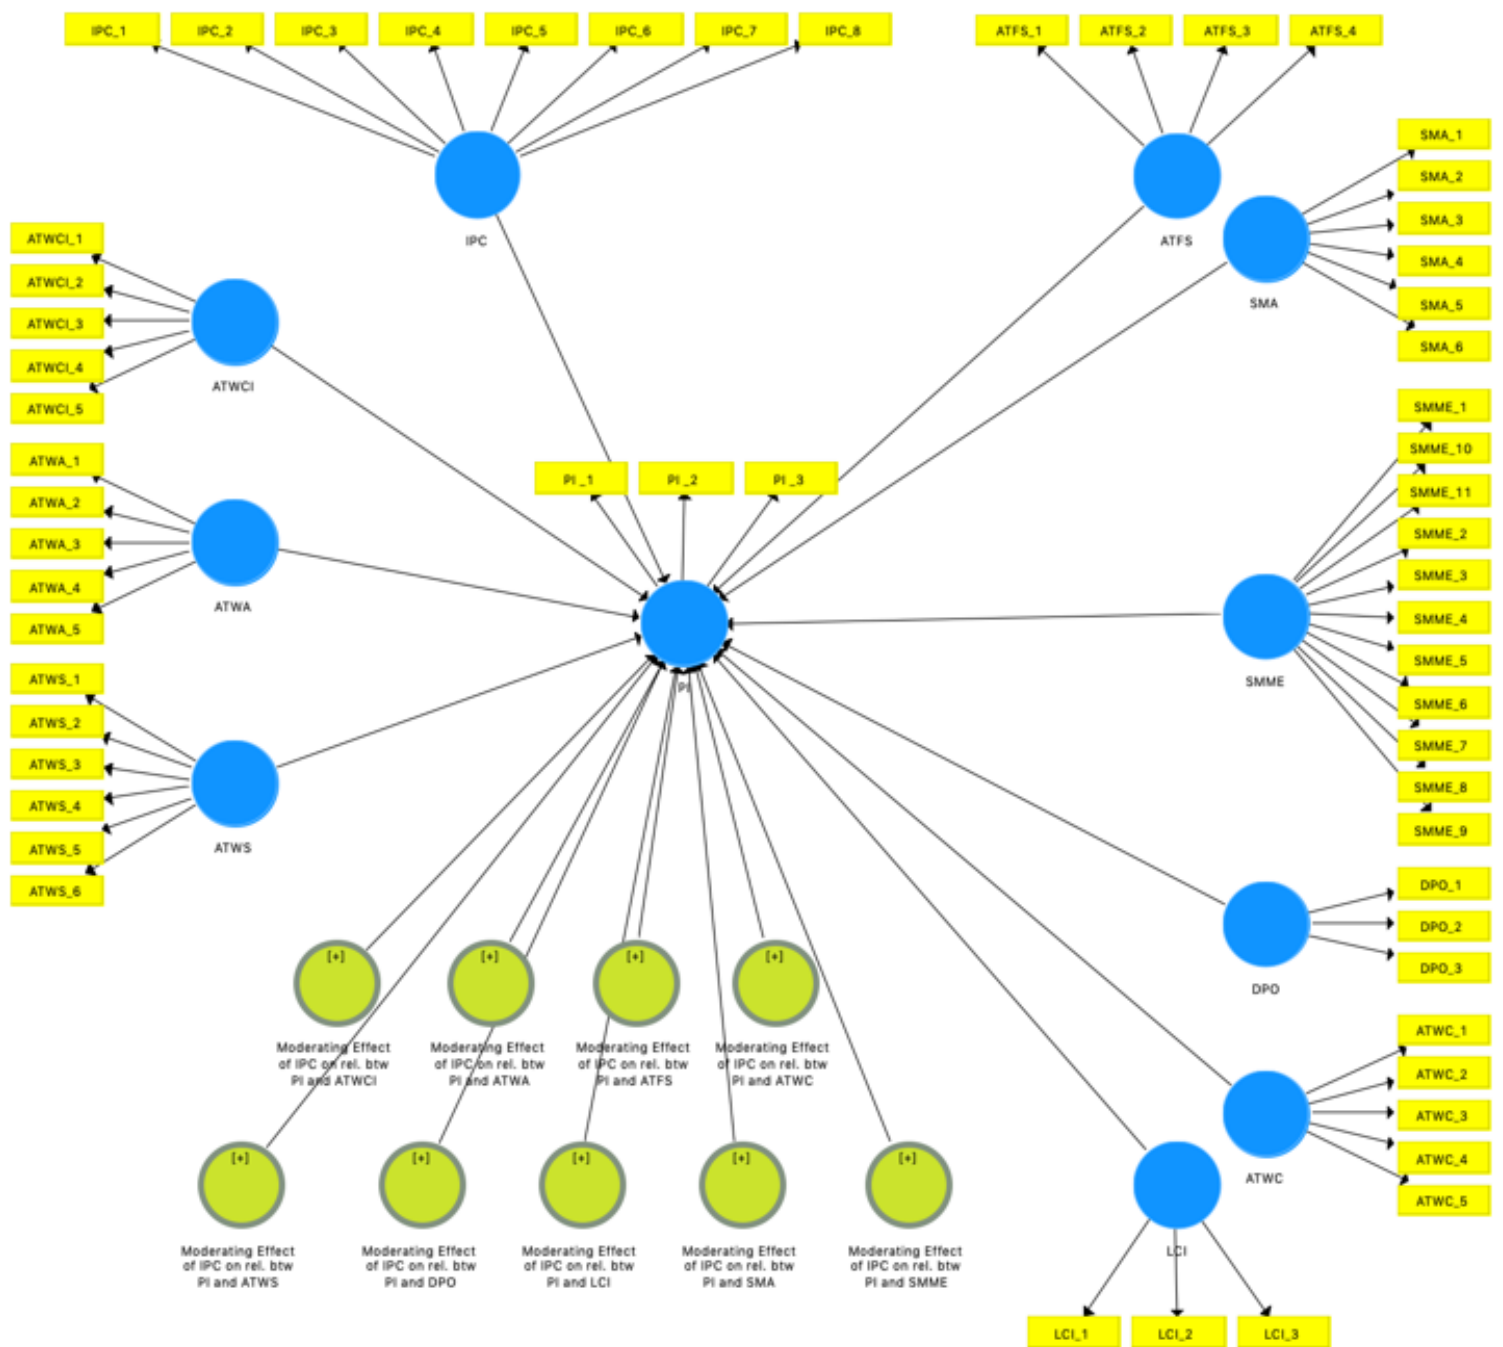 IPC_1
IPC_2
IPC_3
IPC_4
IPC_5
IPC_6
IPC_7
IPC_8
ATFS_1
ATFS_2
ATFS_3
ATFS_4
IPC
ATFS
SMA_1
SMA_2
SMA_3
SMA_4
SMA_5
SMA_6
SMA
ATWCI_1
ATWCI_2
ATWCI_3
ATWCI_4
ATWCI_5
ATWCI
ATWA_1
ATWA_2
ATWA_3
ATWA_4
ATWA_5
ATWA
PI _1
PI _2
PI _3
PI
SMME_1
SMME_10
SMME_11
SMME_2
SMME_3
SMME_4
SMME_5
SMME_6
SMME_7
SMME_8
SMME_9
SMME
ATWS_1
ATWS_2
ATWS_3
ATWS_4
ATWS_5
ATWS_6
ATWS
DPO_1
DPO_2
DPO_3
DPO
[+]
Moderating Effect
of IPC on rel. btw
PI and ATWCI
[+]
Moderating Effect
of IPC on rel. btw
PI and ATWA
[+]
Moderating Effect
of IPC on rel. btw
PI and ATFS
[+]
Moderating Effect
of IPC on rel. btw
PI and ATWC
ATWC_1
ATWC_2
ATWC_3
ATWC_4
ATWC_5
ATWC
[+]
Moderating Effect
of IPC on rel. btw
PI and ATWS
[+]
Moderating Effect
of IPC on rel. btw
PI and DPO
[+]
Moderating Effect
of IPC on rel. btw
PI and LCI
[+]
Moderating Effect
of IPC on rel. btw
PI and SMA
[+]
Moderating Effect
of IPC on rel. btw
PI and SMME
LCI
LCI_1
LCI_2
LCI_3